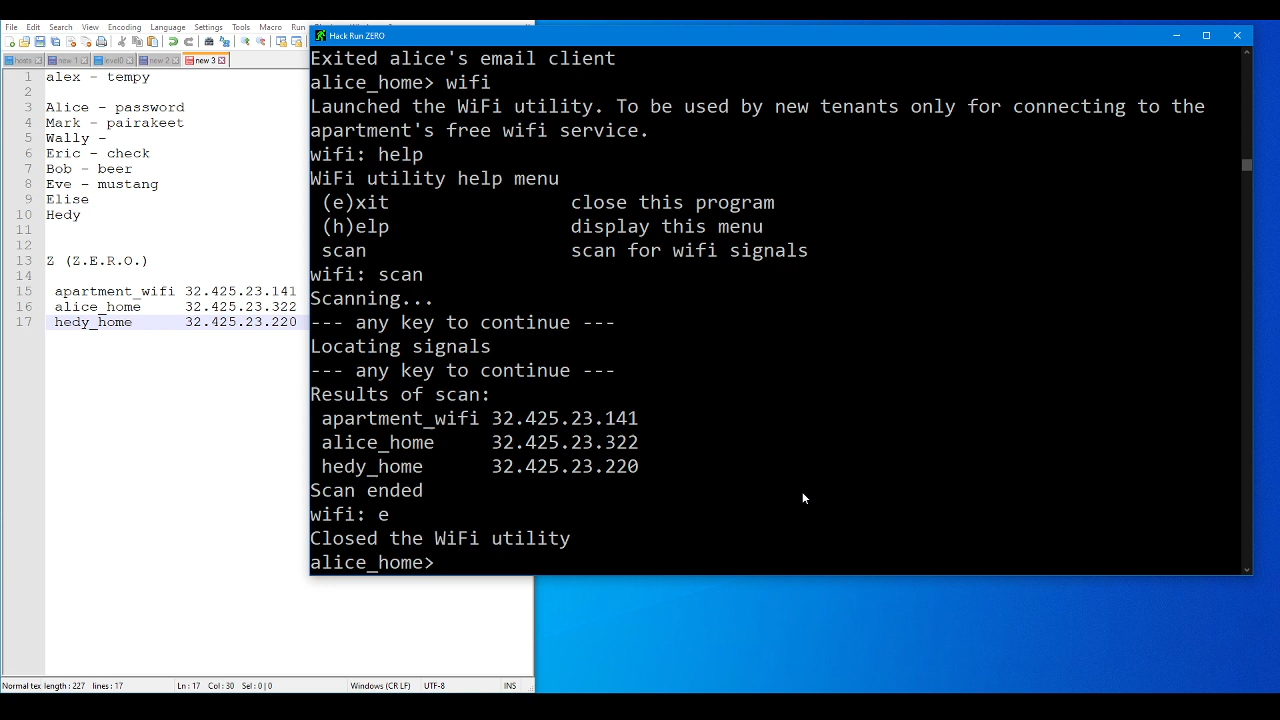 File Edit Search View Encoding Language Settings Tools Macro Run
Hack Run ZERO
hosts new 1 level0 new 2 new 3
1 alex - tempy
2
3 Alice - password
4 Mark - pairakeet
5 Wally -
6 Eric - check
7 Bob - beer
8 Eve - mustang
9 Elise
10 Hedy
11
12
13 Z (Z.E.R.O.)
14
15 apartment_wifi 32.425.23.141
16 alice_home 32.425.23.322
17 hedy_home 32.425.23.220
Exited alice's email client
alice_home> wifi
Launched the WiFi utility. To be used by new tenants only for connecting to the
apartment's free wifi service.
wifi: help
WiFi utility help menu
(e)xit close this program
(h)elp display this menu
scan scan for wifi signals
wifi: scan
Scanning...
--- any key to continue ---
Locating signals
--- any key to continue ---
Results of scan:
apartment_wifi 32.425.23.141
alice_home 32.425.23.322
hedy_home 32.425.23.220
Scan ended
wifi: e
Closed the WiFi utility
alice_home>
Normal tex length : 227 lines : 17 Ln : 17 Col : 30 Sel : 0 | 0 Windows (CR LF) UTF-8 INS